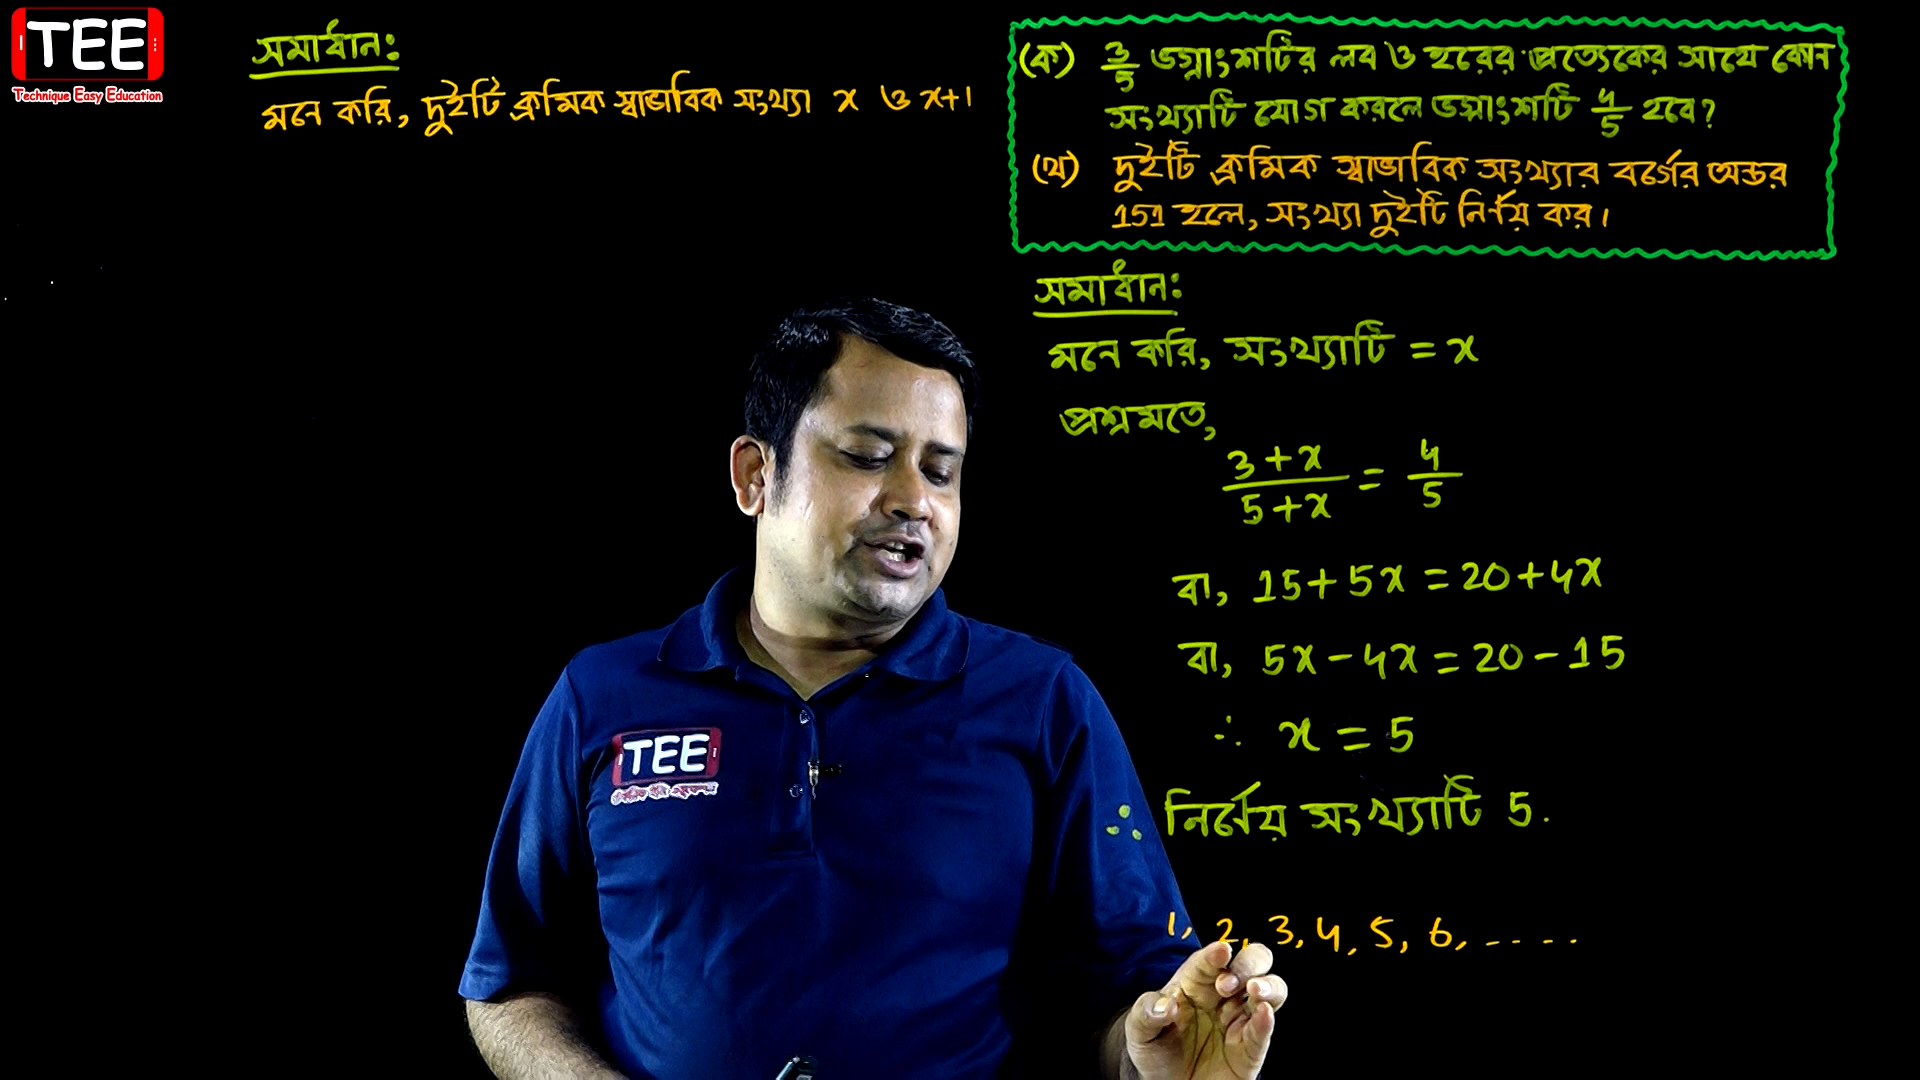 TEE
Technique Easy Education
সমাধান:
মনে করি, দুইটি ক্রমিক স্বাভাবিক সংখ্যা x ও x+1
(ক) 3/5 ভগ্নাংশটির লব ও হরের প্রত্যেকের সাথে কোন
সংখ্যাটি যোগ করলে ভগ্নাংশটি 4/5 হবে?
(খ) দুইটি ক্রমিক স্বাভাবিক সংখ্যার বর্গের অন্তর
151 হলে, সংখ্যা দুইটি নির্ণয় কর।
সমাধান:
মনে করি, সংখ্যাটি = x
প্রশ্নমতে,
3+x/5+x = 4/5
বা, 15+5x = 20+4x
বা, 5x-4x = 20-15
∴ x = 5
∴ নির্ণেয় সংখ্যাটি 5.
1, 2, 3, 4, 5, 6, ----.
TEE